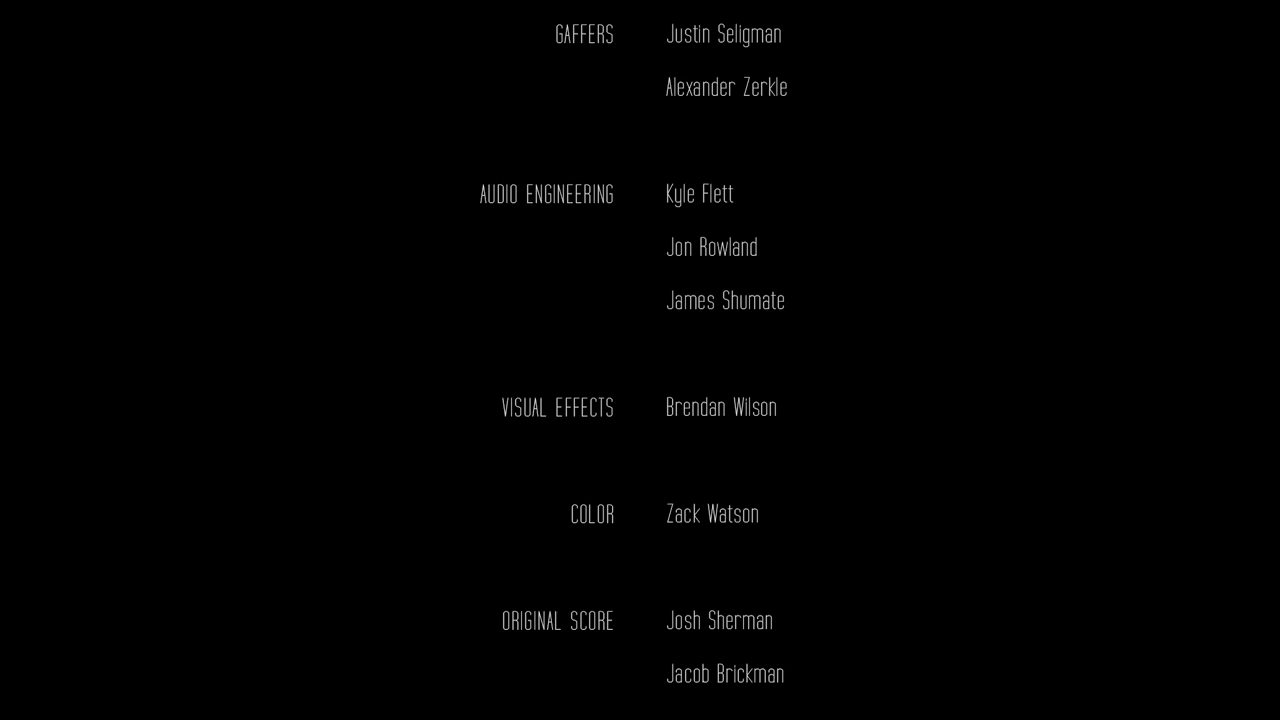 GAFFERS Justin Seligman
Alexander Zerkle
AUDIO ENGINEERING Kyle Flett
Jon Rowland
James Shumate
VISUAL EFFECTS Brendan Wilson
COLOR Zack Watson
ORIGINAL SCORE Josh Sherman
Jacob Brickman